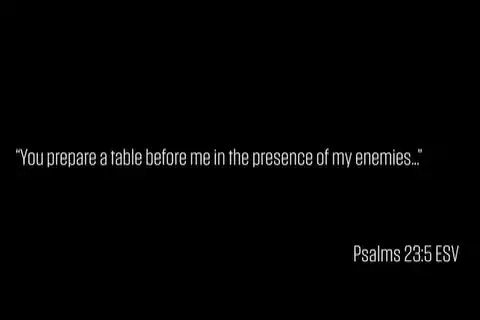 “You prepare a table before me in the presence of my enemies...”
Psalms 23:5 ESV